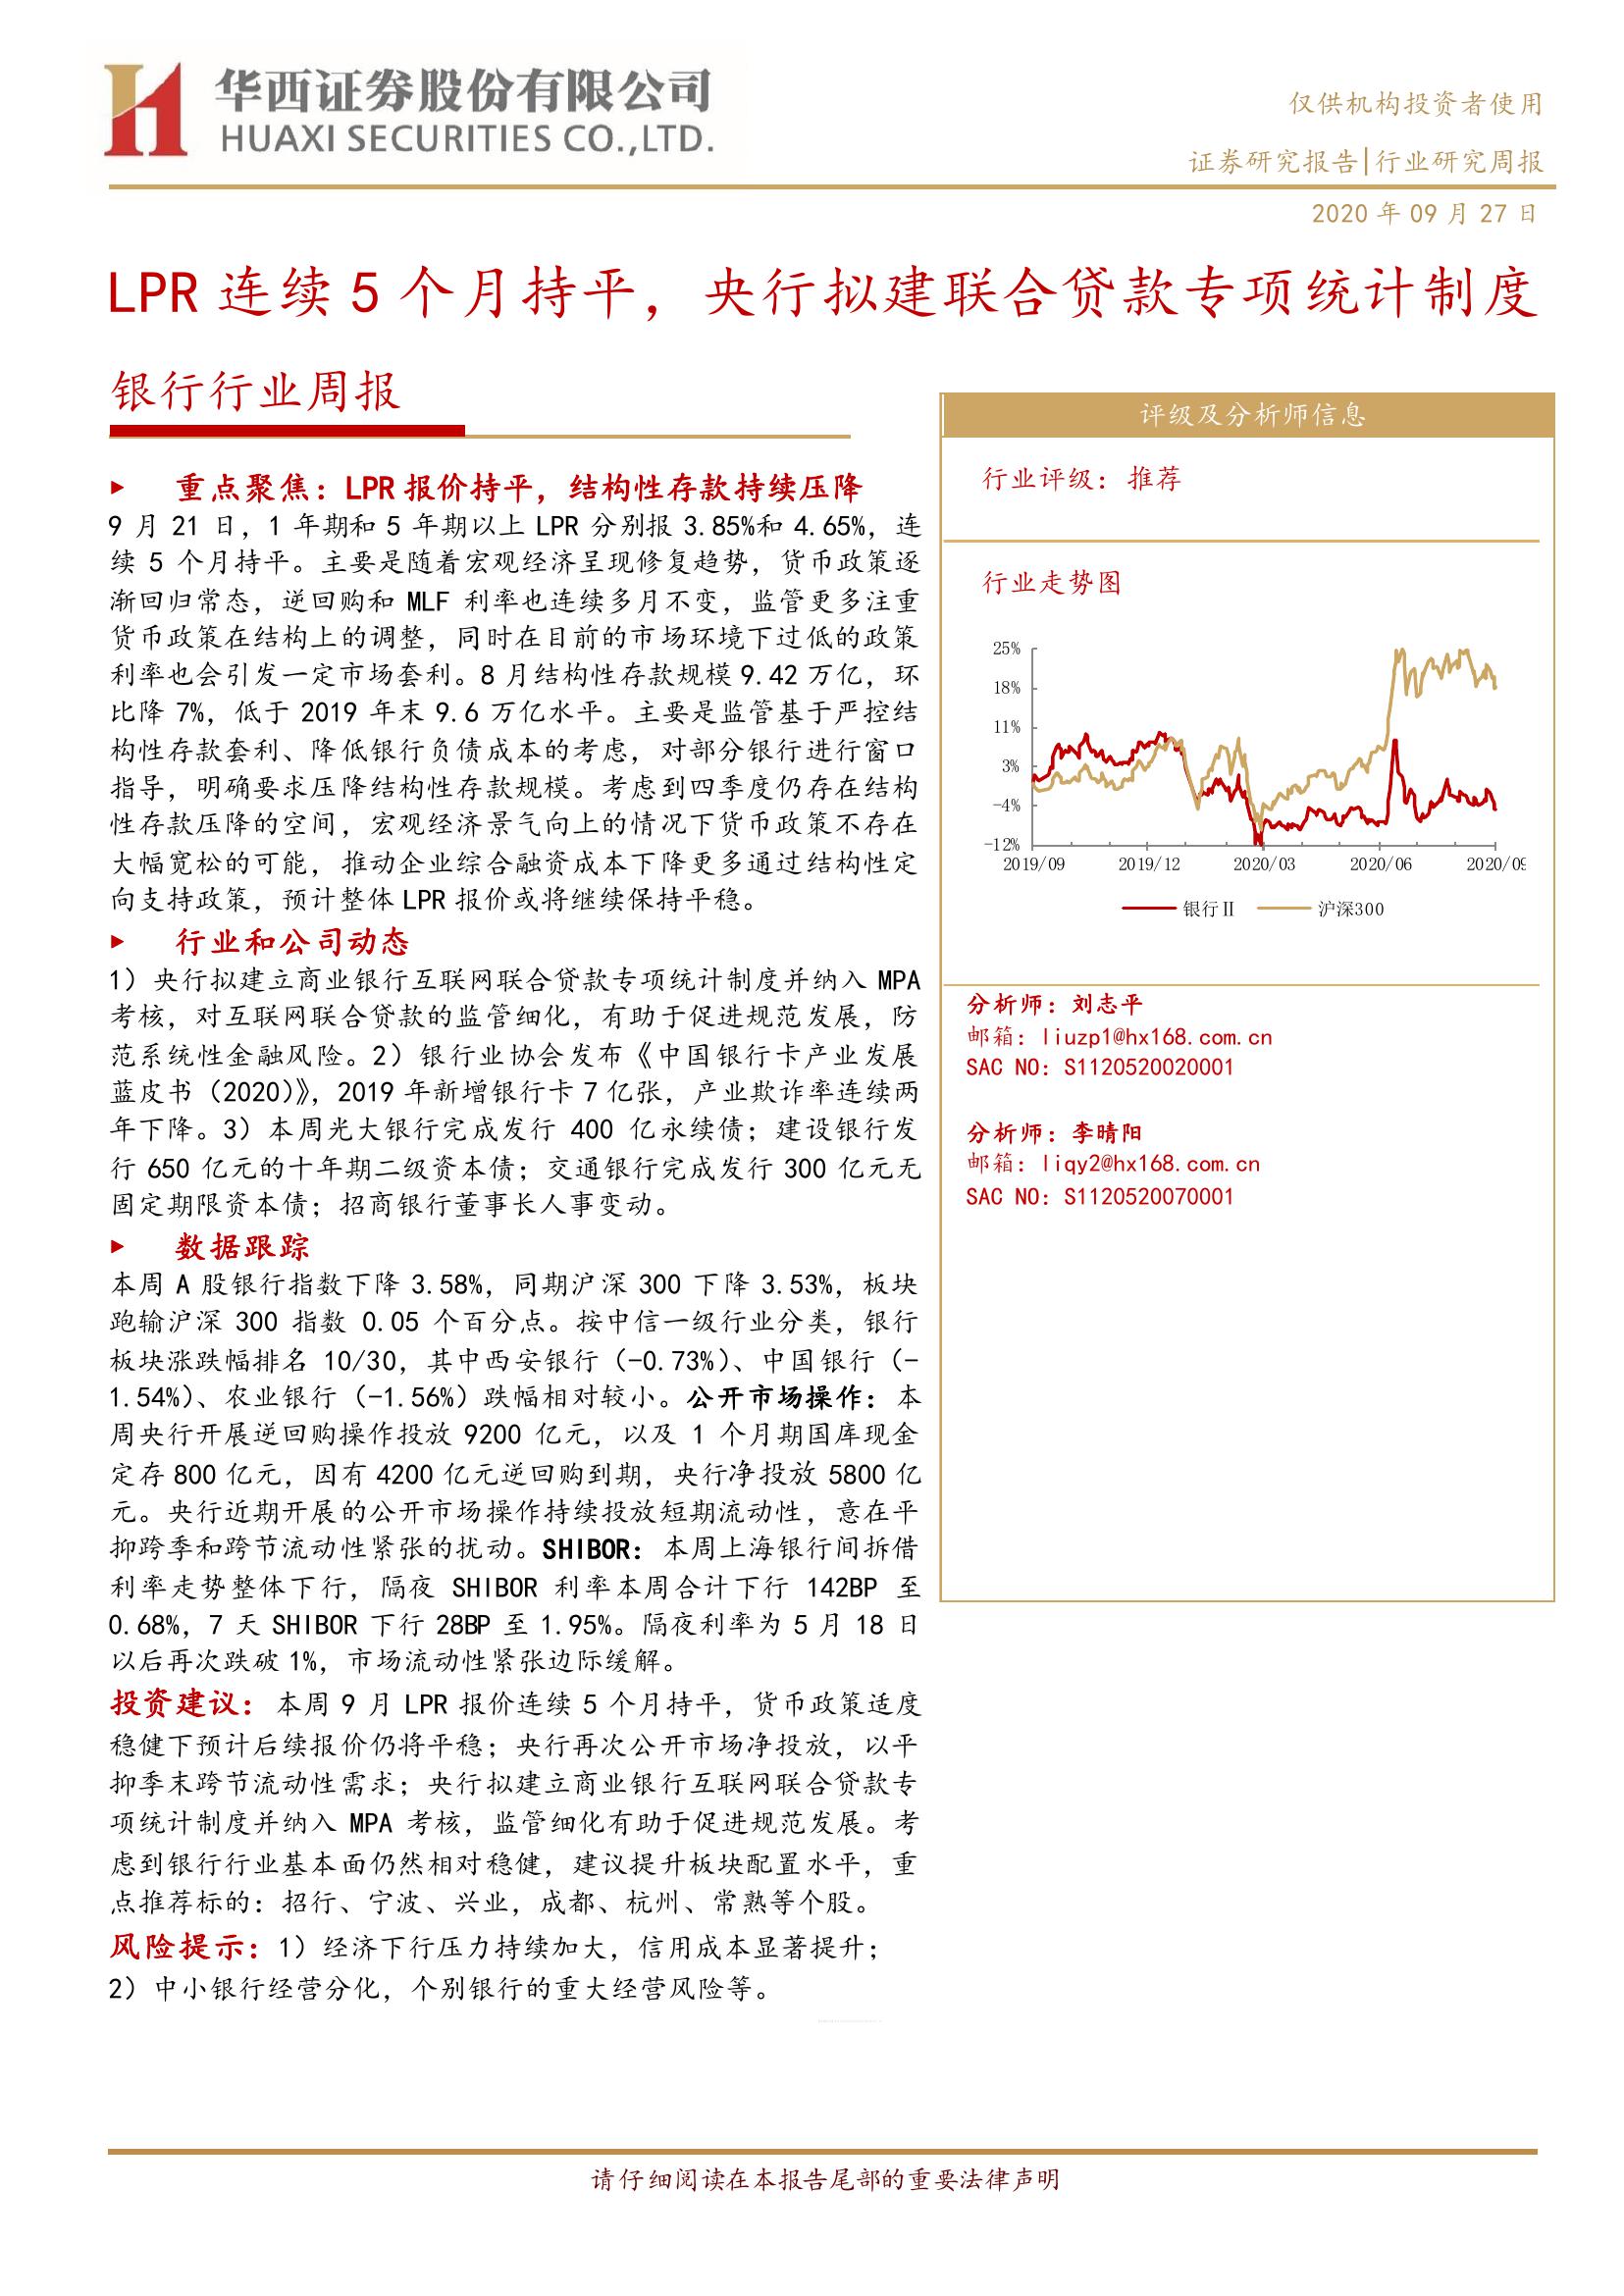 华西证券股份有限公司
HUAXI SECURITIES CO.,LTD.
仅供机构投资者使用
证券研究报告|行业研究周报
2020 年 09 月 27 日
LPR 连续 5 个月持平，央行拟建联合贷款专项统计制度
银行行业周报
重点聚焦：LPR 报价持平，结构性存款持续压降
9 月 21 日，1 年期和 5 年期以上 LPR 分别报 3.85%和 4.65%，连
续 5 个月持平。主要是随着宏观经济呈现修复趋势，货币政策逐
渐回归常态，逆回购和 MLF 利率也连续多月不变，监管更多注重
货币政策在结构上的调整，同时在目前的市场环境下过低的政策
利率也会引发一定市场套利。8 月结构性存款规模 9.42 万亿，环
比降 7%，低于 2019 年末 9.6 万亿水平。主要是监管基于严控结
构性存款套利、降低银行负债成本的考虑，对部分银行进行窗口
指导，明确要求压降结构性存款规模。考虑到四季度仍存在结构
性存款压降的空间，宏观经济景气向上的情况下货币政策不存在
大幅宽松的可能，推动企业综合融资成本下降更多通过结构性定
向支持政策，预计整体 LPR 报价或将继续保持平稳。
行业和公司动态
1）央行拟建立商业银行互联网联合贷款专项统计制度并纳入 MPA
考核，对互联网联合贷款的监管细化，有助于促进规范发展，防
范系统性金融风险。2）银行业协会发布《中国银行卡产业发展
蓝皮书（2020）》，2019 年新增银行卡 7 亿张，产业欺诈率连续两
年下降。3）本周光大银行完成发行 400 亿永续债；建设银行发
行 650 亿元的十年期二级资本债；交通银行完成发行 300 亿元无
固定期限资本债；招商银行董事长人事变动。
数据跟踪
本周 A 股银行指数下降 3.58%，同期沪深 300 下降 3.53%，板块
跑输沪深 300 指数 0.05 个百分点。按中信一级行业分类，银行
板块涨跌幅排名 10/30，其中西安银行（-0.73%）、中国银行（-
1.54%）、农业银行（-1.56%）跌幅相对较小。公开市场操作：本
周央行开展逆回购操作投放 9200 亿元，以及 1 个月期国库现金
定存 800 亿元，因有 4200 亿元逆回购到期，央行净投放 5800 亿
元。央行近期开展的公开市场操作持续投放短期流动性，意在平
抑跨季和跨节流动性紧张的扰动。SHIBOR：本周上海银行间拆借
利率走势整体下行，隔夜 SHIBOR 利率本周合计下行 142BP 至
0.68%，7 天 SHIBOR 下行 28BP 至 1.95%。隔夜利率为 5 月 18 日
以后再次跌破 1%，市场流动性紧张边际缓解。
投资建议：本周 9 月 LPR 报价连续 5 个月持平，货币政策适度
稳健下预计后续报价仍将平稳；央行再次公开市场净投放，以平
抑季末跨节流动性需求；央行拟建立商业银行互联网联合贷款专
项统计制度并纳入 MPA 考核，监管细化有助于促进规范发展。考
虑到银行行业基本面仍然相对稳健，建议提升板块配置水平，重
点推荐标的：招行、宁波、兴业，成都、杭州、常熟等个股。
风险提示：1）经济下行压力持续加大，信用成本显著提升；
2）中小银行经营分化，个别银行的重大经营风险等。
评级及分析师信息
行业评级：推荐
行业走势图
25%
18%
11%
3%
-4%
-12%
2019/09 2019/12 2020/03 2020/06 2020/09
银行Ⅱ 沪深300
分析师：刘志平
邮箱：liuzp1@hx168.com.cn
SAC NO：S1120520020001
分析师：李晴阳
邮箱：liqy2@hx168.com.cn
SAC NO：S1120520070001
请仔细阅读在本报告尾部的重要法律声明